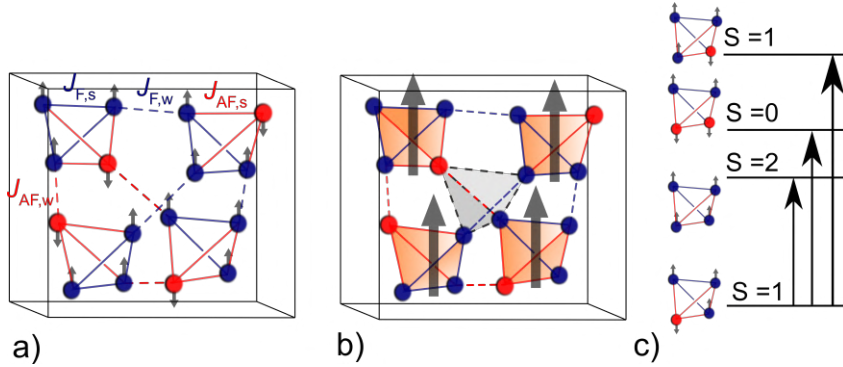 J_F,s
J_F,w
J_AF,s
J_AF,w
a)
b)
S =1
S =0
S =2
S =1
c)